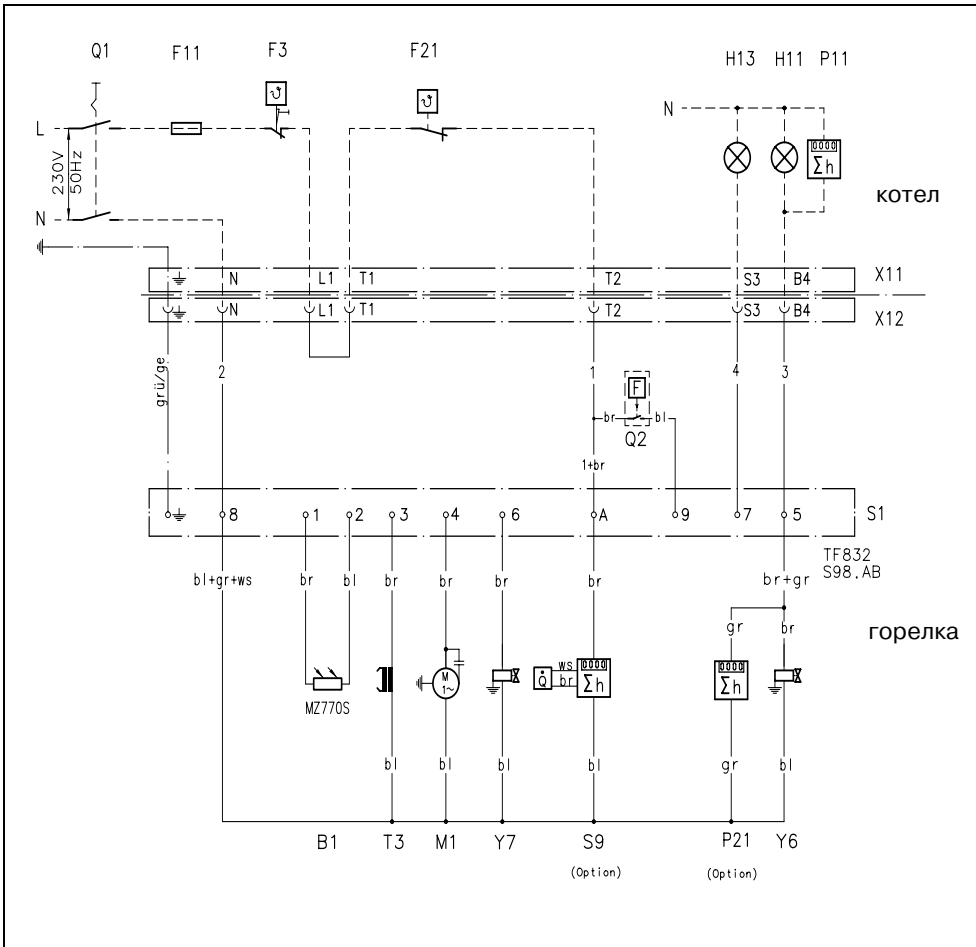 Q1 F11 F3 F21 H13 H11 P11
ϑ ϑ
N
L
230V
50Hz
0000
Σh
N
котел
N L1 T1 T2 S3 B4 X11
N L1 T1 T2 S3 B4 X12
grü/ge
2 1 4 3
F
br bl
Q2
1+br
8 1 2 3 4 6 A 9 7 5 S1
TF832
S98.AB
bl+gr+ws br bl br br br br br+gr
горелка
gr br
M
1~
ws
br
Q̇
0000
Σh
0000
Σh
MZ770S
bl bl bl bl gr bl
B1 T3 M1 Y7 S9 P21 Y6
(Option) (Option)